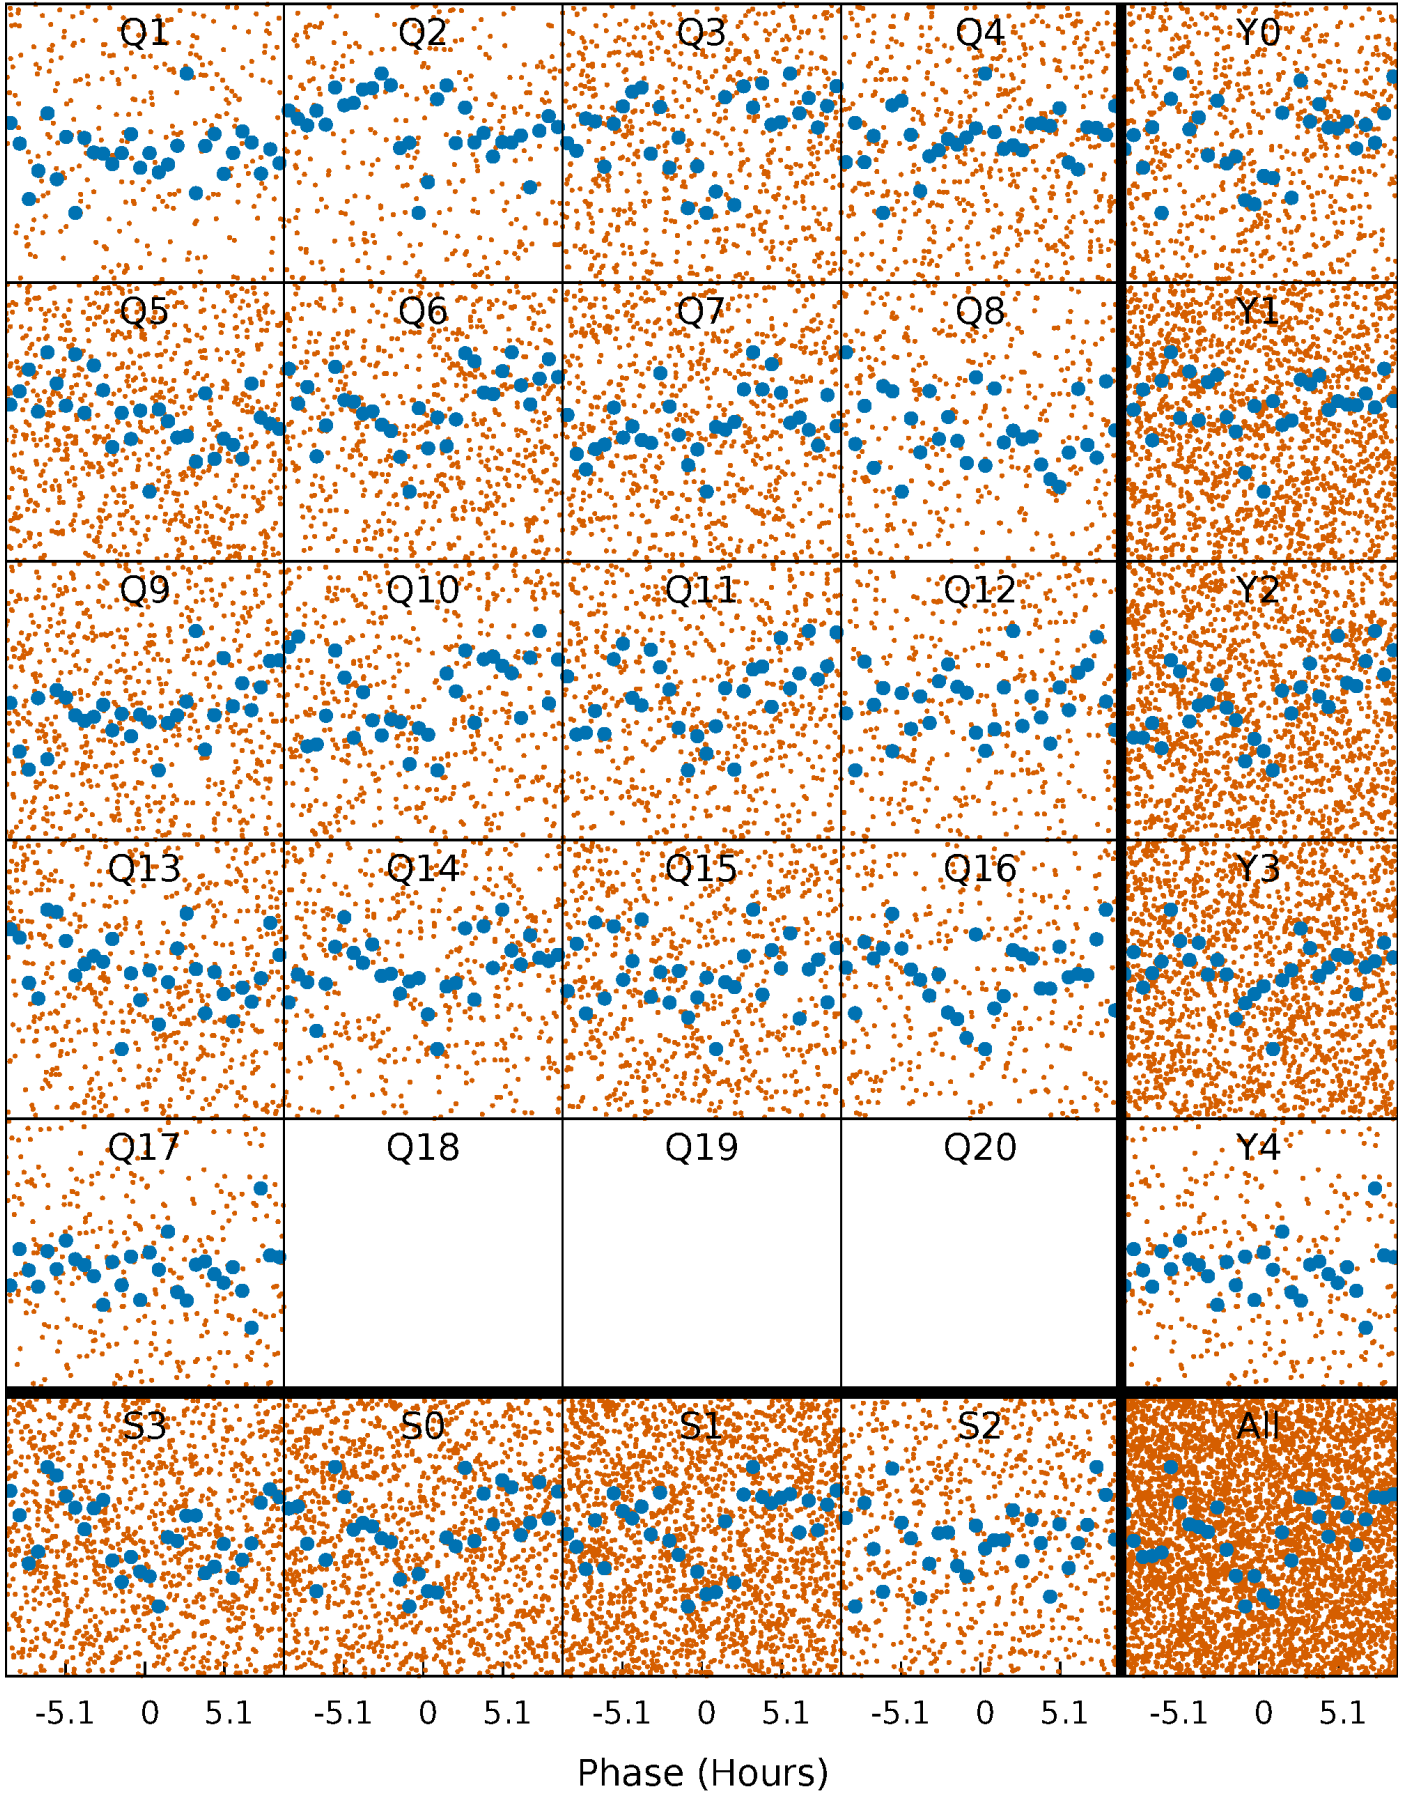 Q1 Q2 Q3 Q4 Y0
Q5 Q6 Q7 Q8 Y1
Q9 Q10 Q11 Q12 Y2
Q13 Q14 Q15 Q16 Y3
Q17 Q18 Q19 Q20 Y4
S3 S0 S1 S2 All
-5.1 0 5.1 -5.1 0 5.1 -5.1 0 5.1 -5.1 0 5.1 -5.1 0 5.1
Phase (Hours)